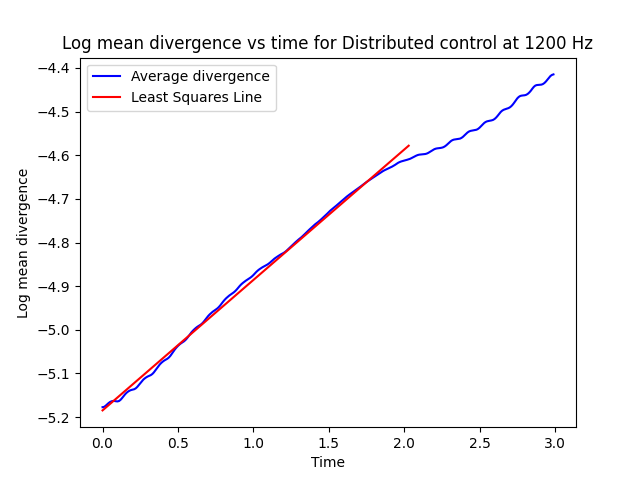 Log mean divergence vs time for Distributed control at 1200 Hz
Average divergence
Least Squares Line
Log mean divergence
−4.4
−4.5
−4.6
−4.7
−4.8
−4.9
−5.0
−5.1
−5.2
0.0 0.5 1.0 1.5 2.0 2.5 3.0
Time